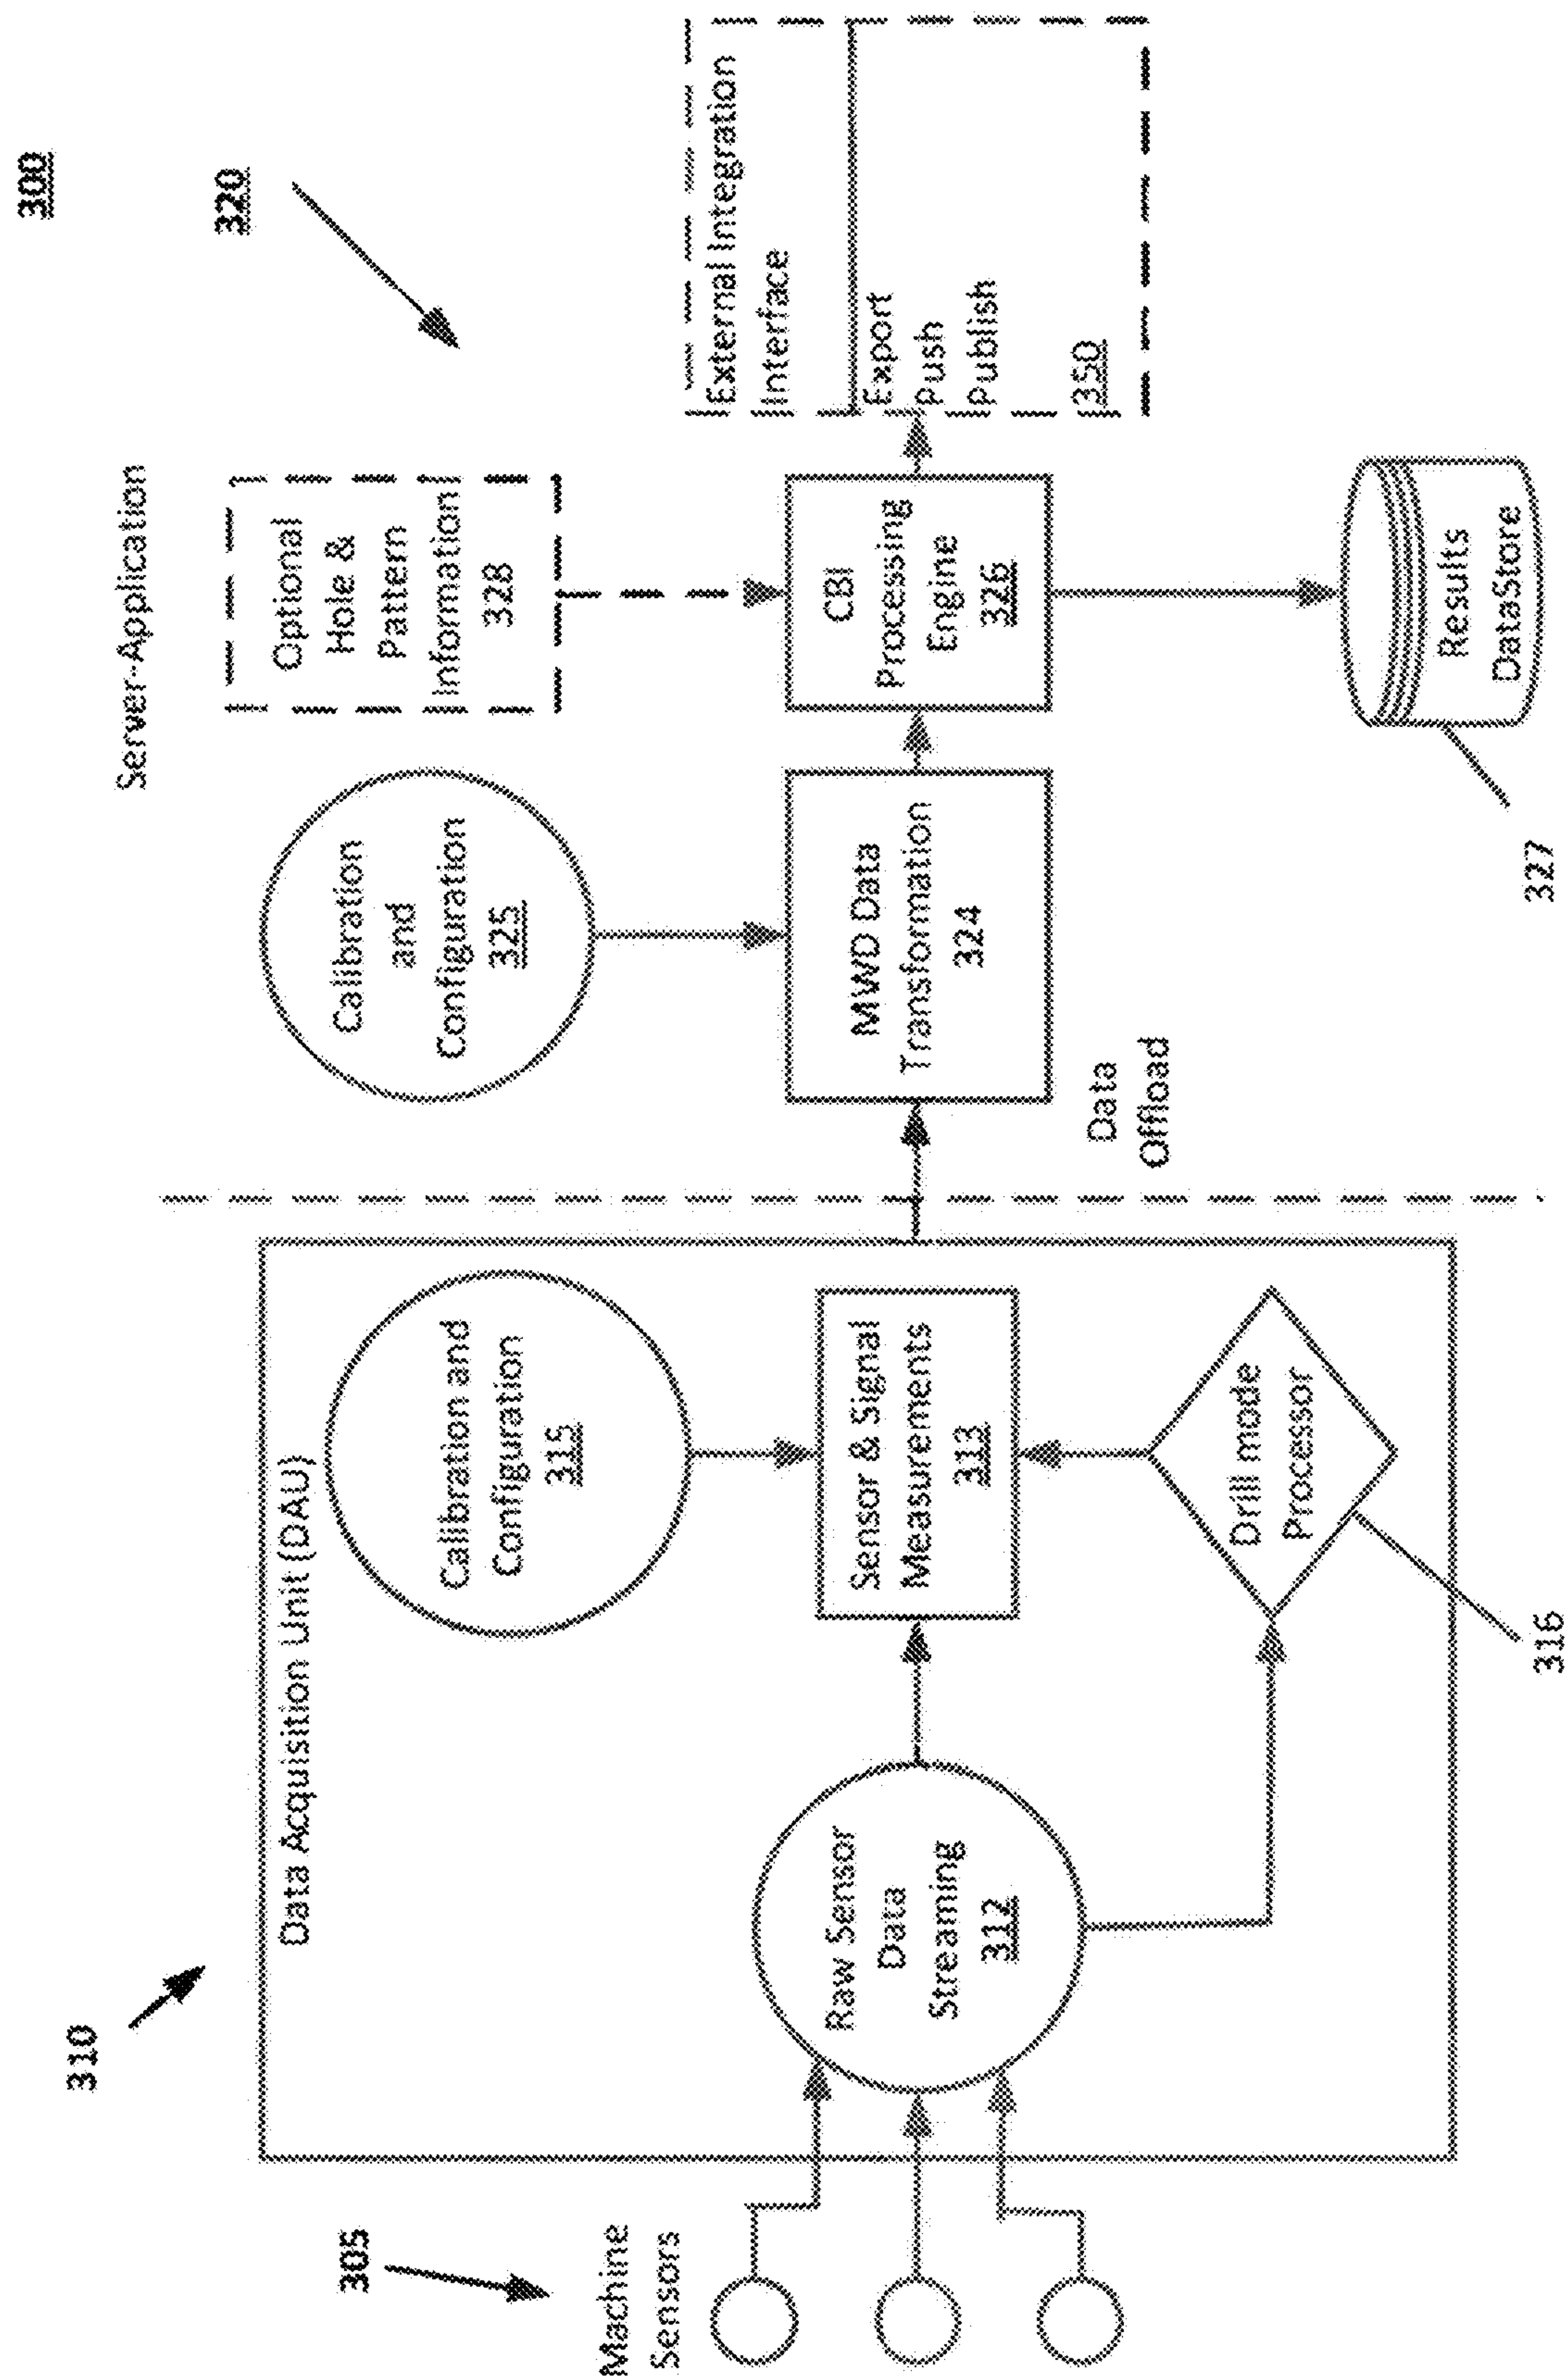 300
320
Server-Application
310
Data Acquisition Unit (DAU)
305
Machine
Sensors
Raw Sensor
Data
Streaming
312
Calibration and
Configuration
315
Sensor & Signal
Measurements
313
Drill mode
Processor
316
Data
Offload
Calibration
and
Configuration
325
MWD Data
Transformation
324
Optional
Hole &
Pattern
Information
328
CBI
Processing
Engine
326
Results
DataStore
327
External Integration
Interface
Export
Push
Publish
350